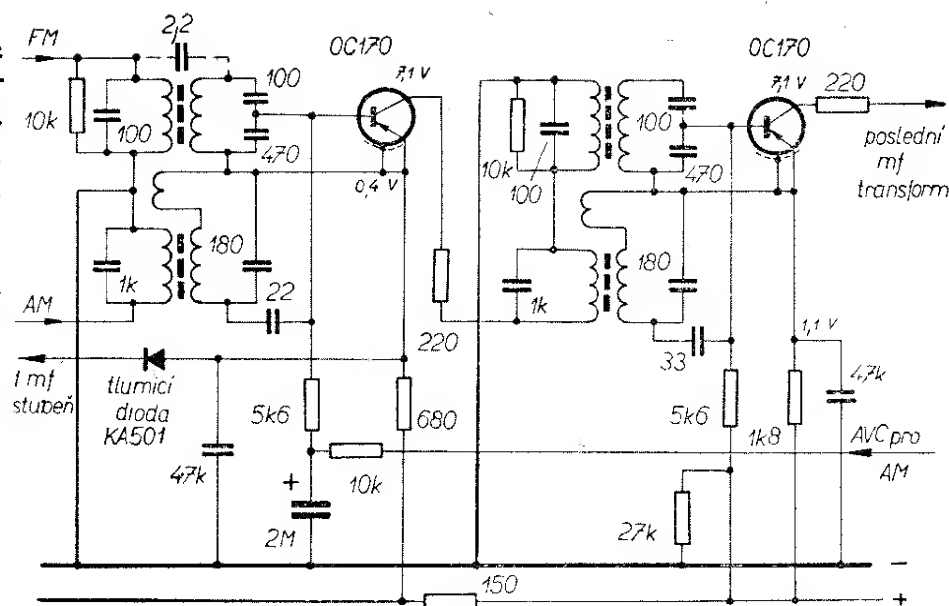 FM
2,2
10k
100
100
470
OC170
7,1 V
0,4 V
1k
180
22
AM
1 mf
stupeň
tlumicí
dioda
KA501
47k
5k6
680
220
+
2M
10k
OC170
7,1 V
220
poslední
mf
transform
10k
100
100
470
1k
180
33
1,1 V
5k6
1k8
AVC pro
AM
27k
150
−
+